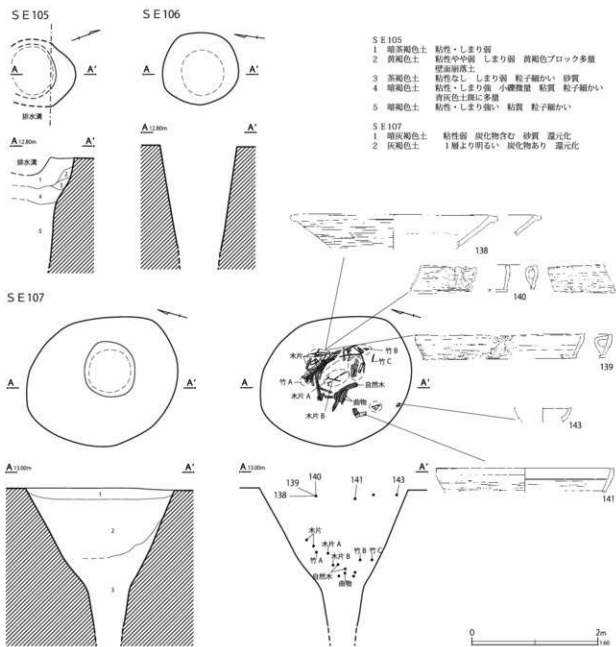 SE105
SE106
A
A'
A
A'
排水溝
A12.80m
A'
A12.80m
A'
排水溝
1
2
3
4
5
SE105
1 暗茶褐色土 粘性・しまり弱
2 黄褐色土 粘性やや弱 しまり弱 黄褐色ブロック多量
壁面崩落土
3 茶褐色土 粘性なし しまり弱 粒子細かい 砂質
4 暗褐色土 粘性・しまり強 小礫微量 粘質 粒子細かい
青灰色土斑に多量
5 暗褐色土 粘性・しまり強い 粘質 粒子細かい
SE107
1 暗灰褐色土 粘性弱 炭化物含む 砂質 還元化
2 灰褐色土 1層より明るい 炭化物あり 還元化
138
140
139
143
141
SE107
A
A'
A
A'
木片
竹B
竹C
竹A
自然木
木片A
曲物
木片B
A13.00m
A'
1
2
3
A13.00m
A'
140
139
138
141
143
木片
木片A
竹A
木片B
竹B
竹C
自然木
曲物
0
2m
1:60